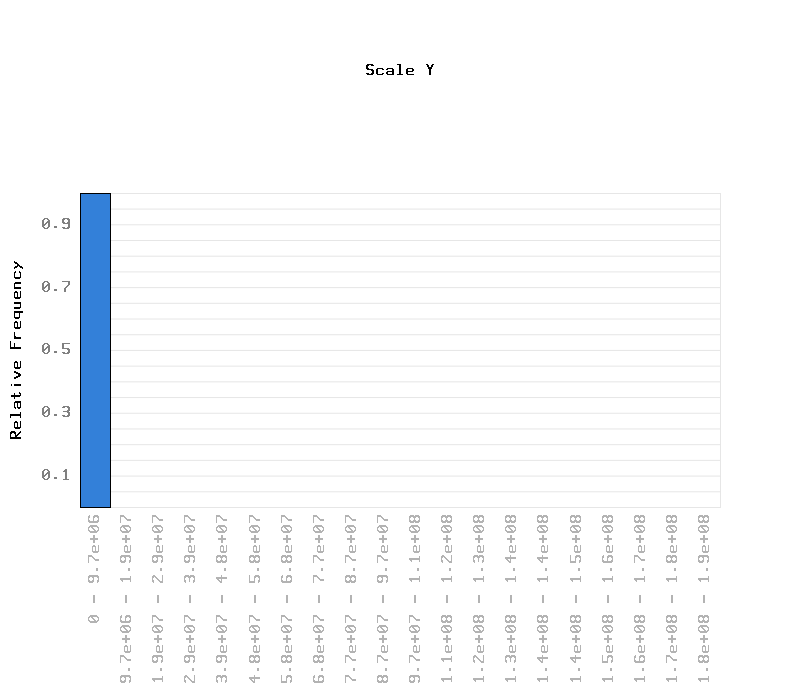 Scale Y
Relative Frequency
0.9
0.7
0.5
0.3
0.1
0 - 9.7e+06
9.7e+06 - 1.9e+07
1.9e+07 - 2.9e+07
2.9e+07 - 3.9e+07
3.9e+07 - 4.8e+07
4.8e+07 - 5.8e+07
5.8e+07 - 6.8e+07
6.8e+07 - 7.7e+07
7.7e+07 - 8.7e+07
8.7e+07 - 9.7e+07
9.7e+07 - 1.1e+08
1.1e+08 - 1.2e+08
1.2e+08 - 1.3e+08
1.3e+08 - 1.4e+08
1.4e+08 - 1.4e+08
1.4e+08 - 1.5e+08
1.5e+08 - 1.6e+08
1.6e+08 - 1.7e+08
1.7e+08 - 1.8e+08
1.8e+08 - 1.9e+08